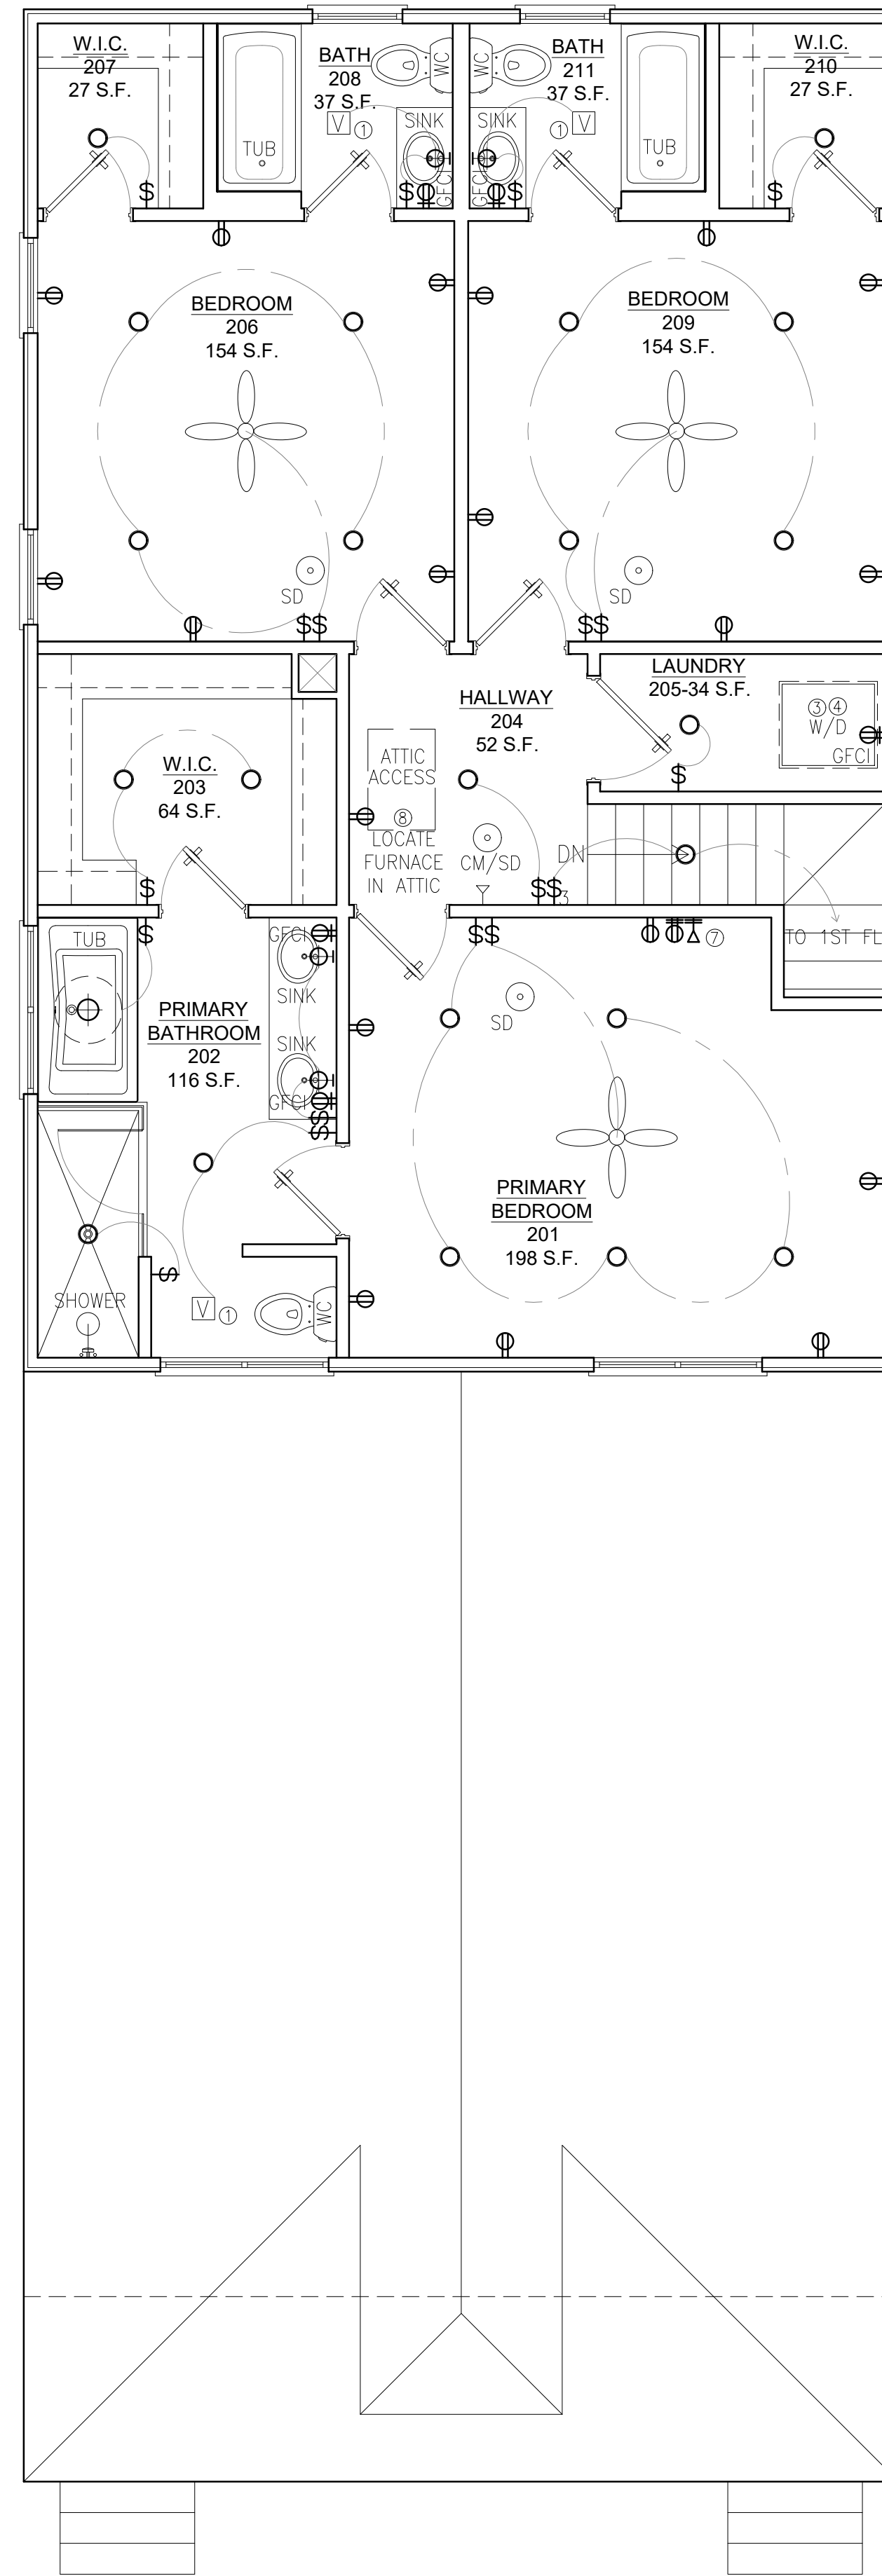 W.I.C.
207
27 S.F.
BATH
208
37 S.F.
BATH
211
37 S.F.
W.I.C.
210
27 S.F.
TUB
WC
WC
TUB
V
1
SINK
SINK
1
V
GFCI
GFCI
$
$
$
$
BEDROOM
206
154 S.F.
BEDROOM
209
154 S.F.
SD
SD
$$
$$
W.I.C.
203
64 S.F.
$
HALLWAY
204
52 S.F.
ATTIC
ACCESS
8
LOCATE
FURNACE
IN ATTIC
CM/SD
LAUNDRY
205-34 S.F.
3 4
W/D
GFCI
$
DN
$$
3
TO 1ST FL
TUB
$
GFCI
SINK
PRIMARY
BATHROOM
202
116 S.F.
SINK
GFCI
$$
$$
7
SD
PRIMARY
BEDROOM
201
198 S.F.
$
SHOWER
V
1
WC